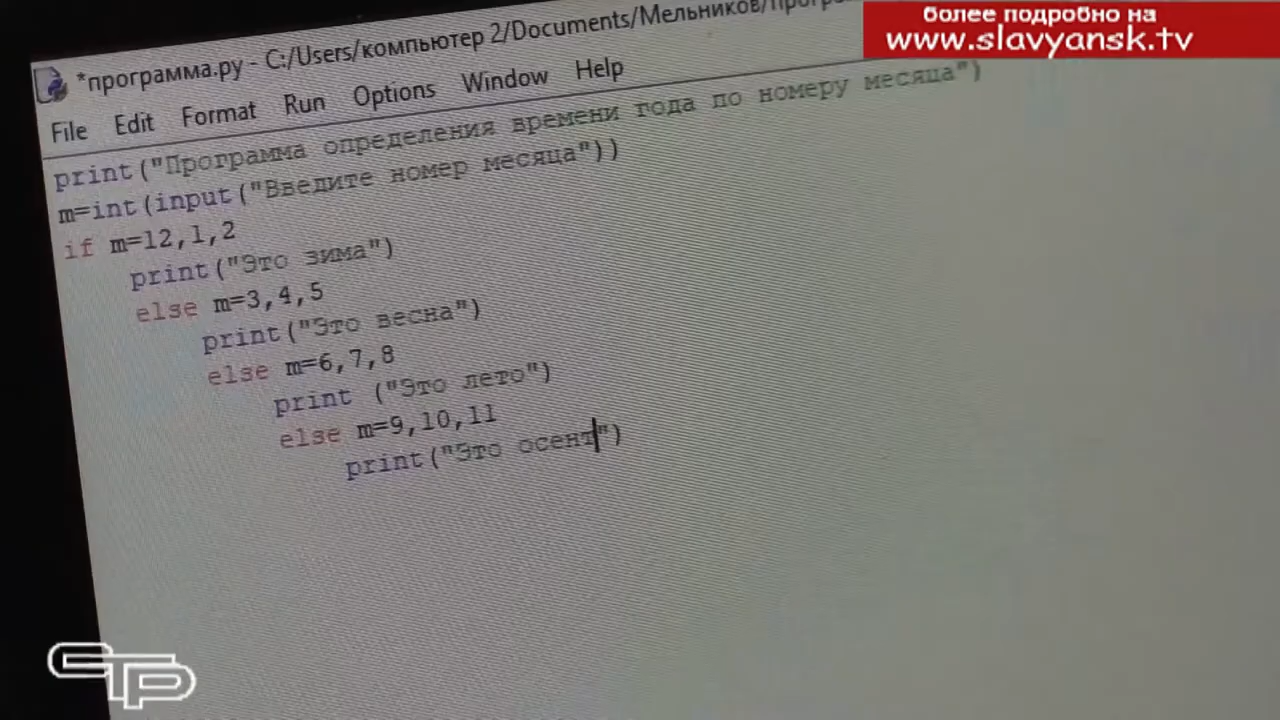 более подробно на
www.slavyansk.tv
*программа.py - C:/Users/компьютер 2/Documents/Мельников/програ
File Edit Format Run Options Window Help
print("Программа определения времени года по номеру месяца")
m=int(input("Введите номер месяца"))
if m=12,1,2
print("Это зима")
else m=3,4,5
print("Это весна")
else m=6,7,8
print ("Это лето")
else m=9,10,11
print("Это осент")
СТР